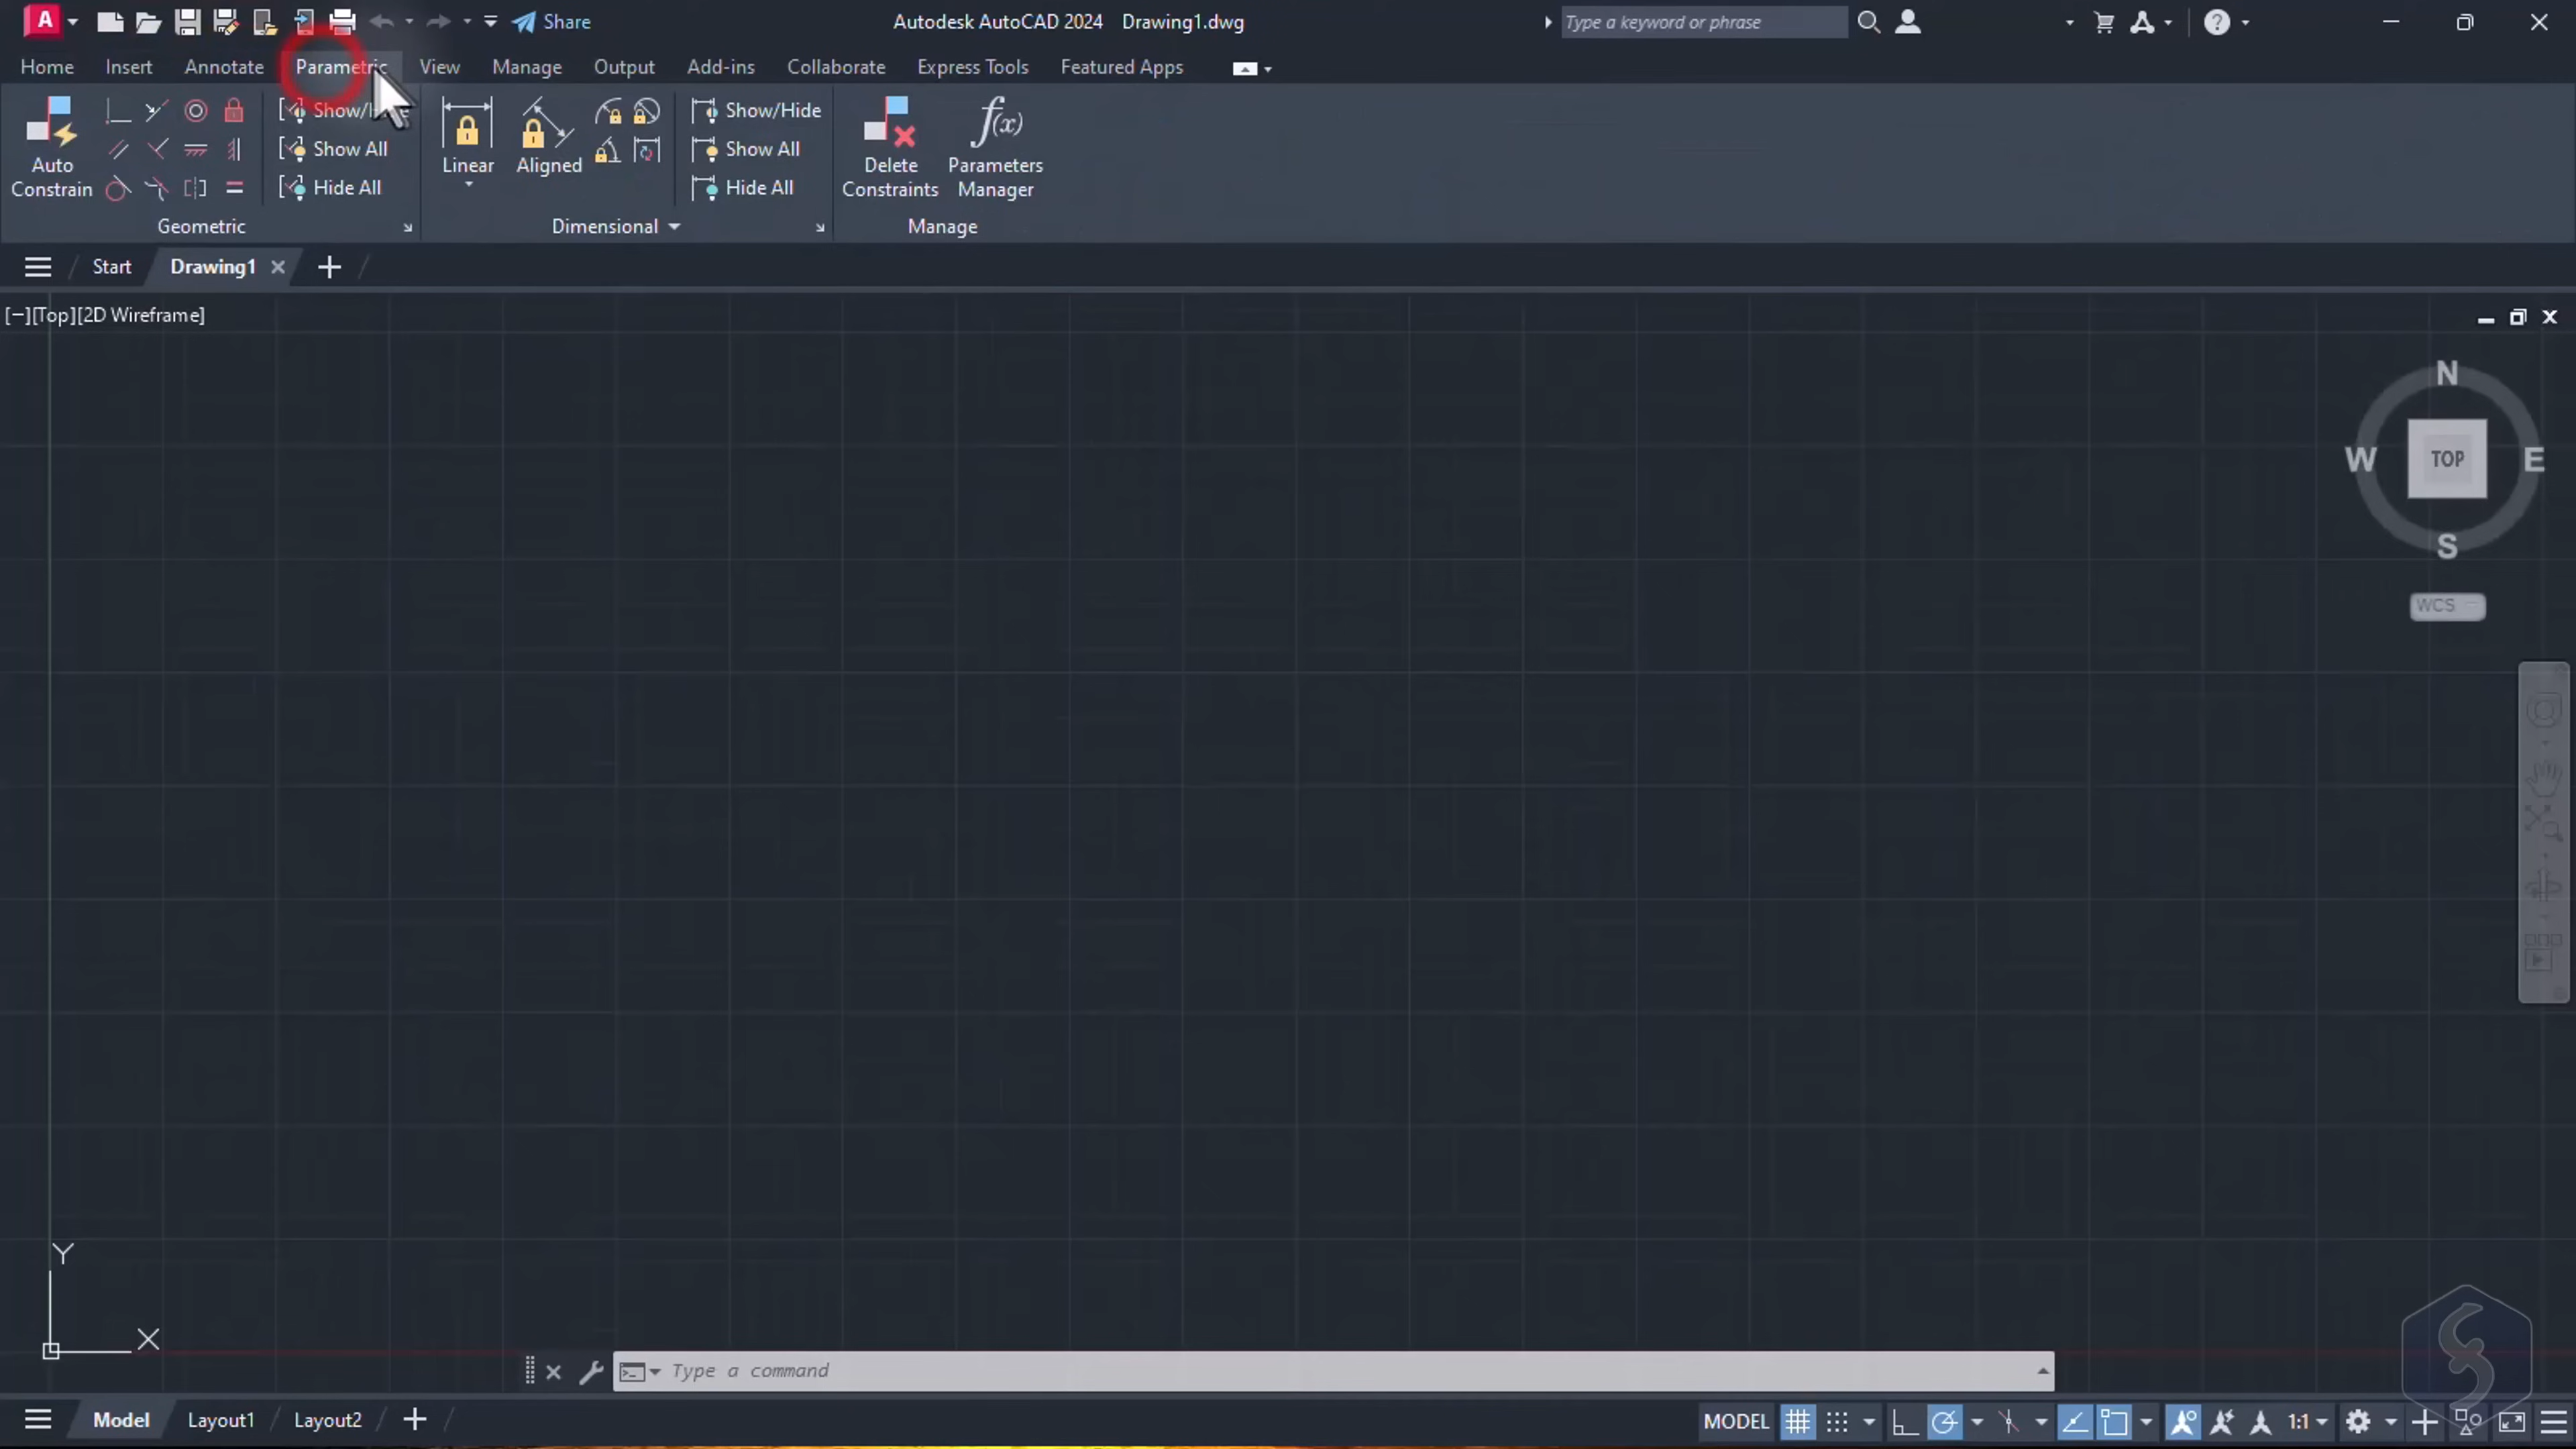 A
Share
Autodesk AutoCAD 2024 Drawing1.dwg
Type a keyword or phrase
Home Insert Annotate Parametric View Manage Output Add-ins Collaborate Express Tools Featured Apps
Auto Constrain
Show/
Show All
Hide All
Geometric
Linear
Aligned
Show/Hide
Show All
Hide All
Dimensional
Delete Constraints
f(x)
Parameters Manager
Manage
Start Drawing1
[−][Top][2D Wireframe]
N
W TOP E
S
WCS
Y
X
Type a command
Model Layout1 Layout2
MODEL 1:1